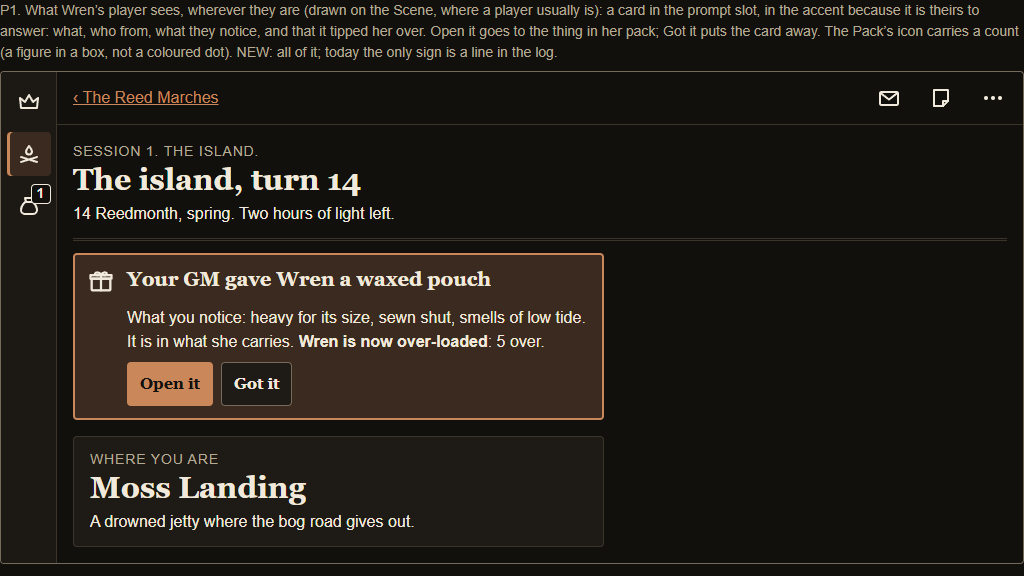 P1. What Wren's player sees, wherever they are (drawn on the Scene, where a player usually is): a card in the prompt slot, in the accent because it is theirs to
answer: what, who from, what they notice, and that it tipped her over. Open it goes to the thing in her pack; Got it puts the card away. The Pack's icon carries a count
(a figure in a box, not a coloured dot). NEW: all of it; today the only sign is a line in the log.
‹ The Reed Marches
1
SESSION 1. THE ISLAND.
The island, turn 14
14 Reedmonth, spring. Two hours of light left.
Your GM gave Wren a waxed pouch
What you notice: heavy for its size, sewn shut, smells of low tide.
It is in what she carries. Wren is now over-loaded: 5 over.
Open it
Got it
WHERE YOU ARE
Moss Landing
A drowned jetty where the bog road gives out.